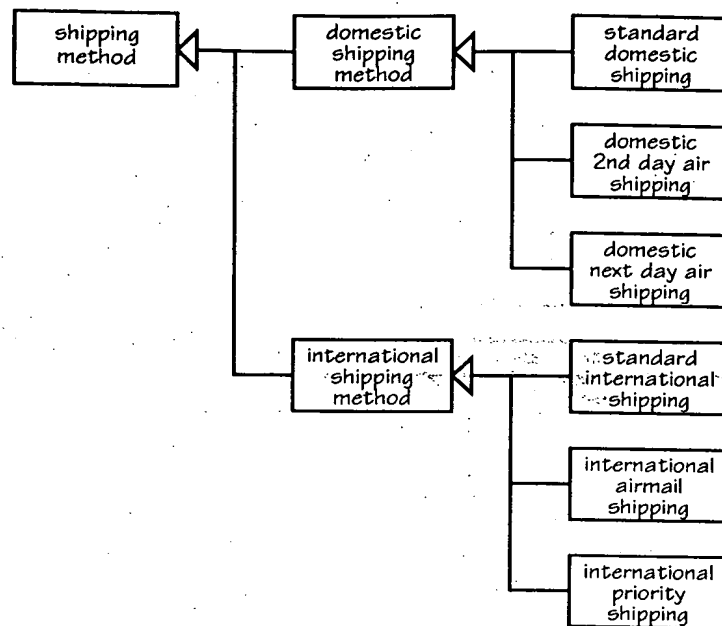 shipping
method
domestic
shipping
method
standard
domestic
shipping
domestic
2nd day air
shipping
domestic
next day air
shipping
international
shipping
method
standard
international
shipping
international
airmail
shipping
international
priority
shipping